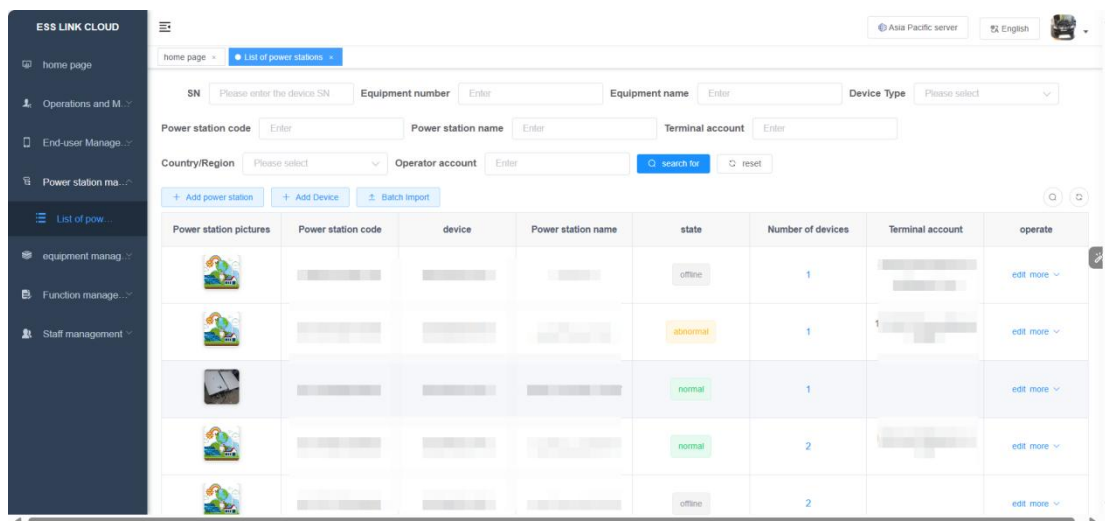 ESS LINK CLOUD
Asia Pacific server
English
home page ×
List of power stations ×
home page
Operations and M...
End-user Manage...
Power station ma...
List of pow...
equipment manag...
Function manage...
Staff management
SN Please enter the device SN Equipment number Enter Equipment name Enter Device Type Please select
Power station code Enter Power station name Enter Terminal account Enter
Country/Region Please select Operator account Enter search for reset
+ Add power station + Add Device Batch Import
Power station pictures Power station code device Power station name state Number of devices Terminal account operate
offline 1 edit more
abnormal 1 edit more
normal 1 edit more
normal 2 edit more
offline 2 edit more